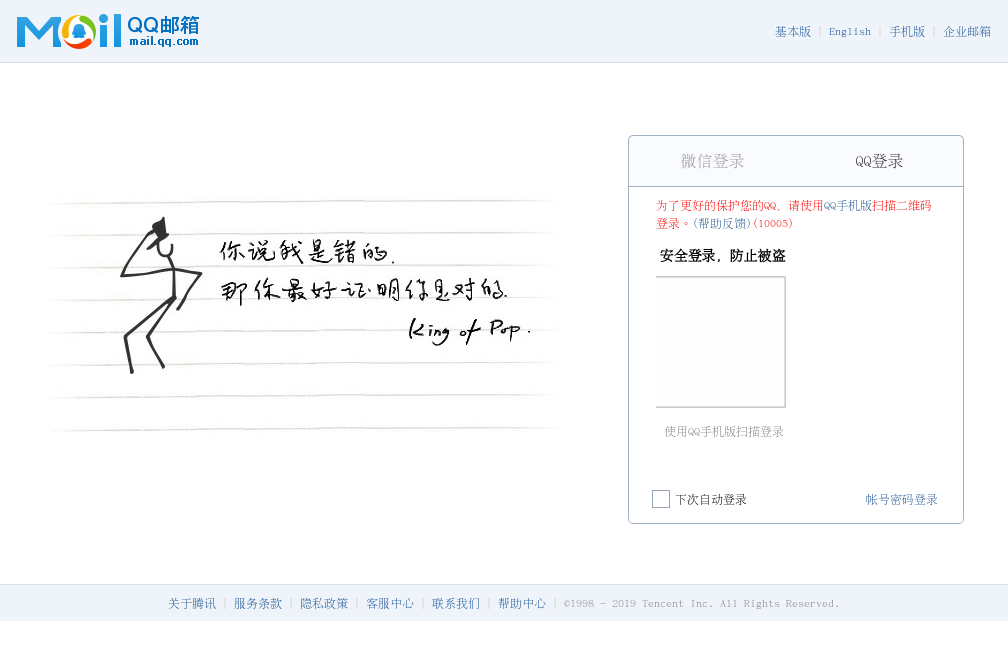 Mail QQ邮箱
mail.qq.com
基本版 | English | 手机版 | 企业邮箱
你说我是错的.
那你最好证明你是对的.
King of Pop.
微信登录 QQ登录
为了更好的保护您的QQ，请使用QQ手机版扫描二维码
登录。(帮助反馈)(10005)
安全登录，防止被盗
使用QQ手机版扫描登录
下次自动登录 帐号密码登录
关于腾讯 | 服务条款 | 隐私政策 | 客服中心 | 联系我们 | 帮助中心 | ©1998 - 2019 Tencent Inc. All Rights Reserved.